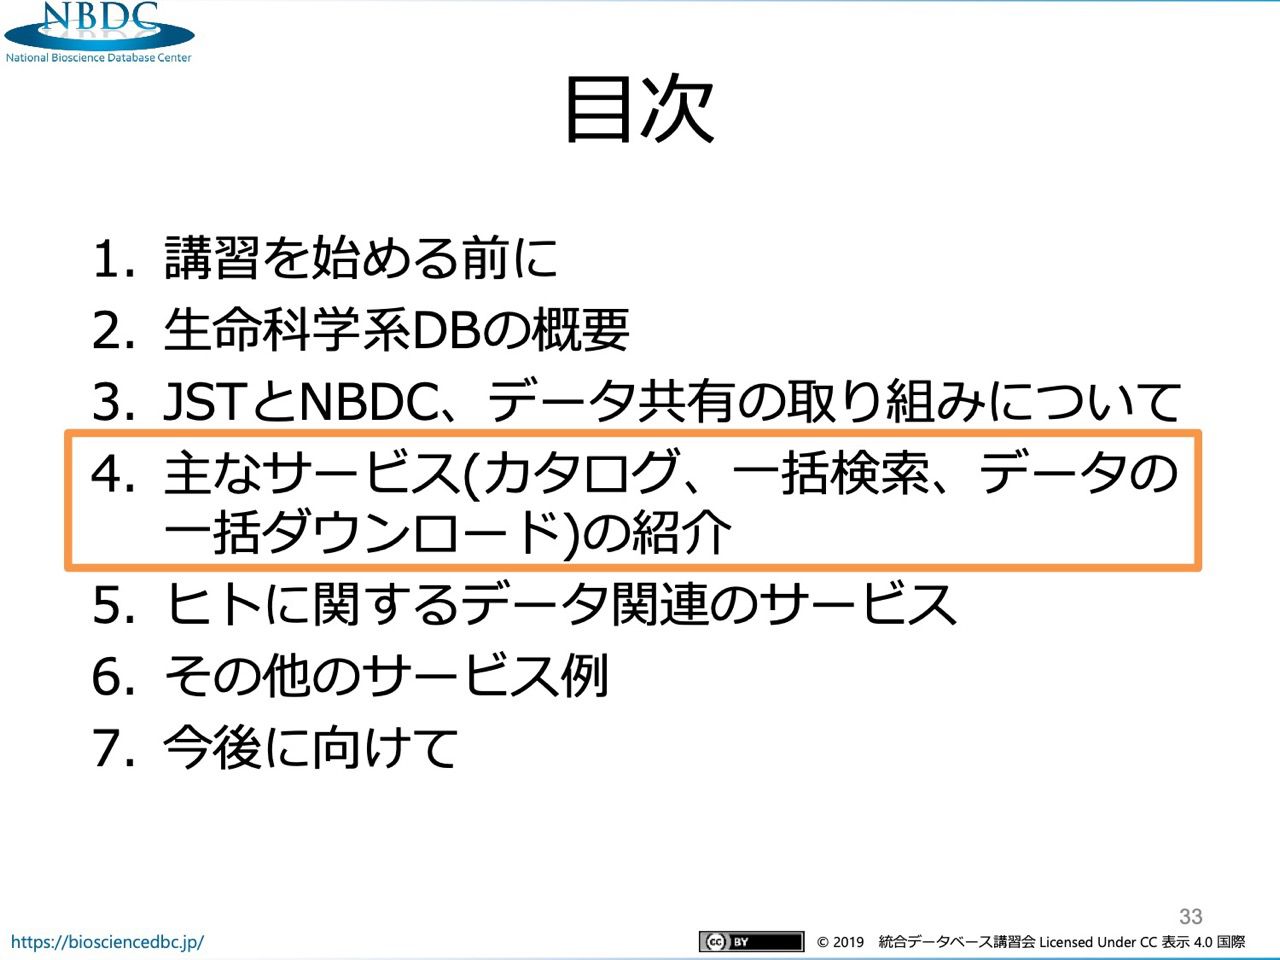 NBDC
National Bioscience Database Center
目次
1. 講習を始める前に
2. 生命科学系DBの概要
3. JSTとNBDC、データ共有の取り組みについて
4. 主なサービス(カタログ、一括検索、データの
一括ダウンロード)の紹介
5. ヒトに関するデータ関連のサービス
6. その他のサービス例
7. 今後に向けて
33
https://biosciencedbc.jp/
cc BY © 2019 統合データベース講習会 Licensed Under CC 表示 4.0 国際